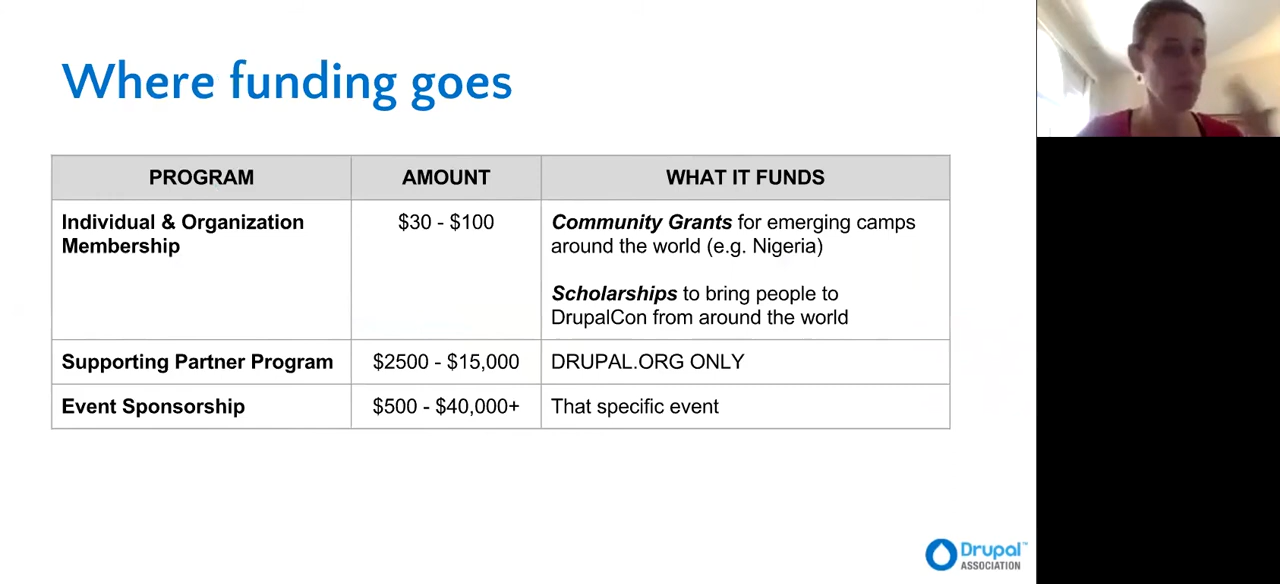 Where funding goes
PROGRAM AMOUNT WHAT IT FUNDS
Individual & Organization
Membership
$30 - $100
Community Grants for emerging camps
around the world (e.g. Nigeria)
Scholarships to bring people to
DrupalCon from around the world
Supporting Partner Program $2500 - $15,000 DRUPAL.ORG ONLY
Event Sponsorship $500 - $40,000+ That specific event
Drupal™
ASSOCIATION